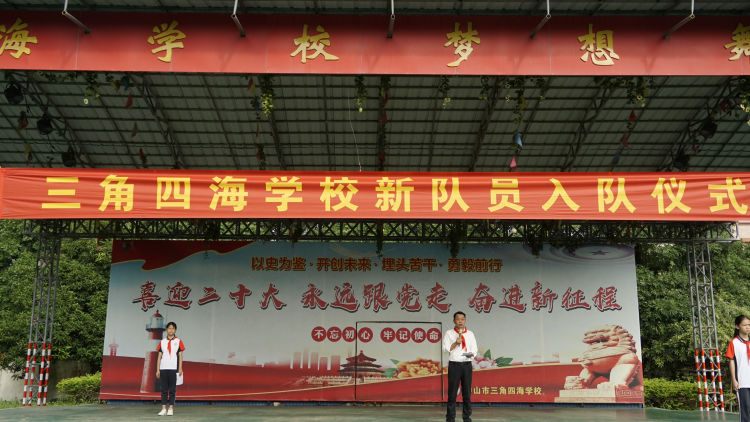 海学校梦想舞
三角四海学校新队员入队仪式
以史为鉴·开创未来·埋头苦干·勇毅前行
喜迎二十大 永远跟党走 奋进新征程
不忘初心 牢记使命
山市三角四海学校